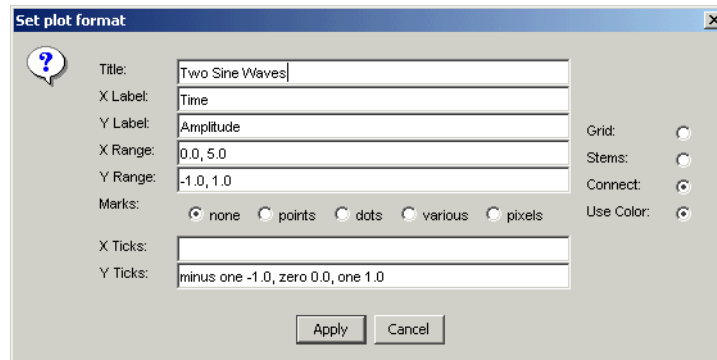 Set plot format
?
Title: Two Sine Waves
X Label: Time
Y Label: Amplitude
X Range: 0.0, 5.0
Y Range: -1.0, 1.0
Marks: none points dots various pixels
X Ticks:
Y Ticks: minus one -1.0, zero 0.0, one 1.0
Grid:
Stems:
Connect:
Use Color:
Apply Cancel